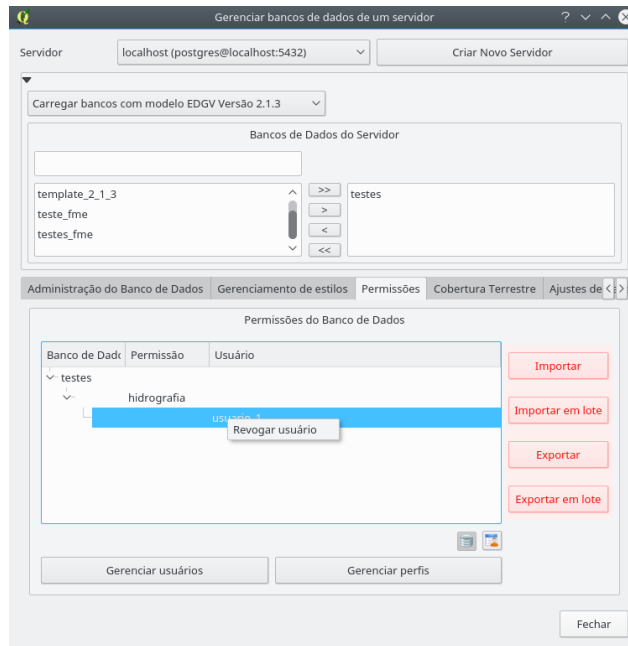 Gerenciar bancos de dados de um servidor
Servidor
localhost (postgres@localhost:5432)
Criar Novo Servidor
Carregar bancos com modelo EDGV Versão 2.1.3
Bancos de Dados do Servidor
template_2_1_3
teste_fme
testes_fme
>>
>
<
<<
testes
Administração do Banco de Dados
Gerenciamento de estilos
Permissões
Cobertura Terrestre
Ajustes de
Permissões do Banco de Dados
Banco de Dado
Permissão
Usuário
testes
hidrografia
Revogar usuário
Importar
Importar em lote
Exportar
Exportar em lote
Gerenciar usuários
Gerenciar perfis
Fechar